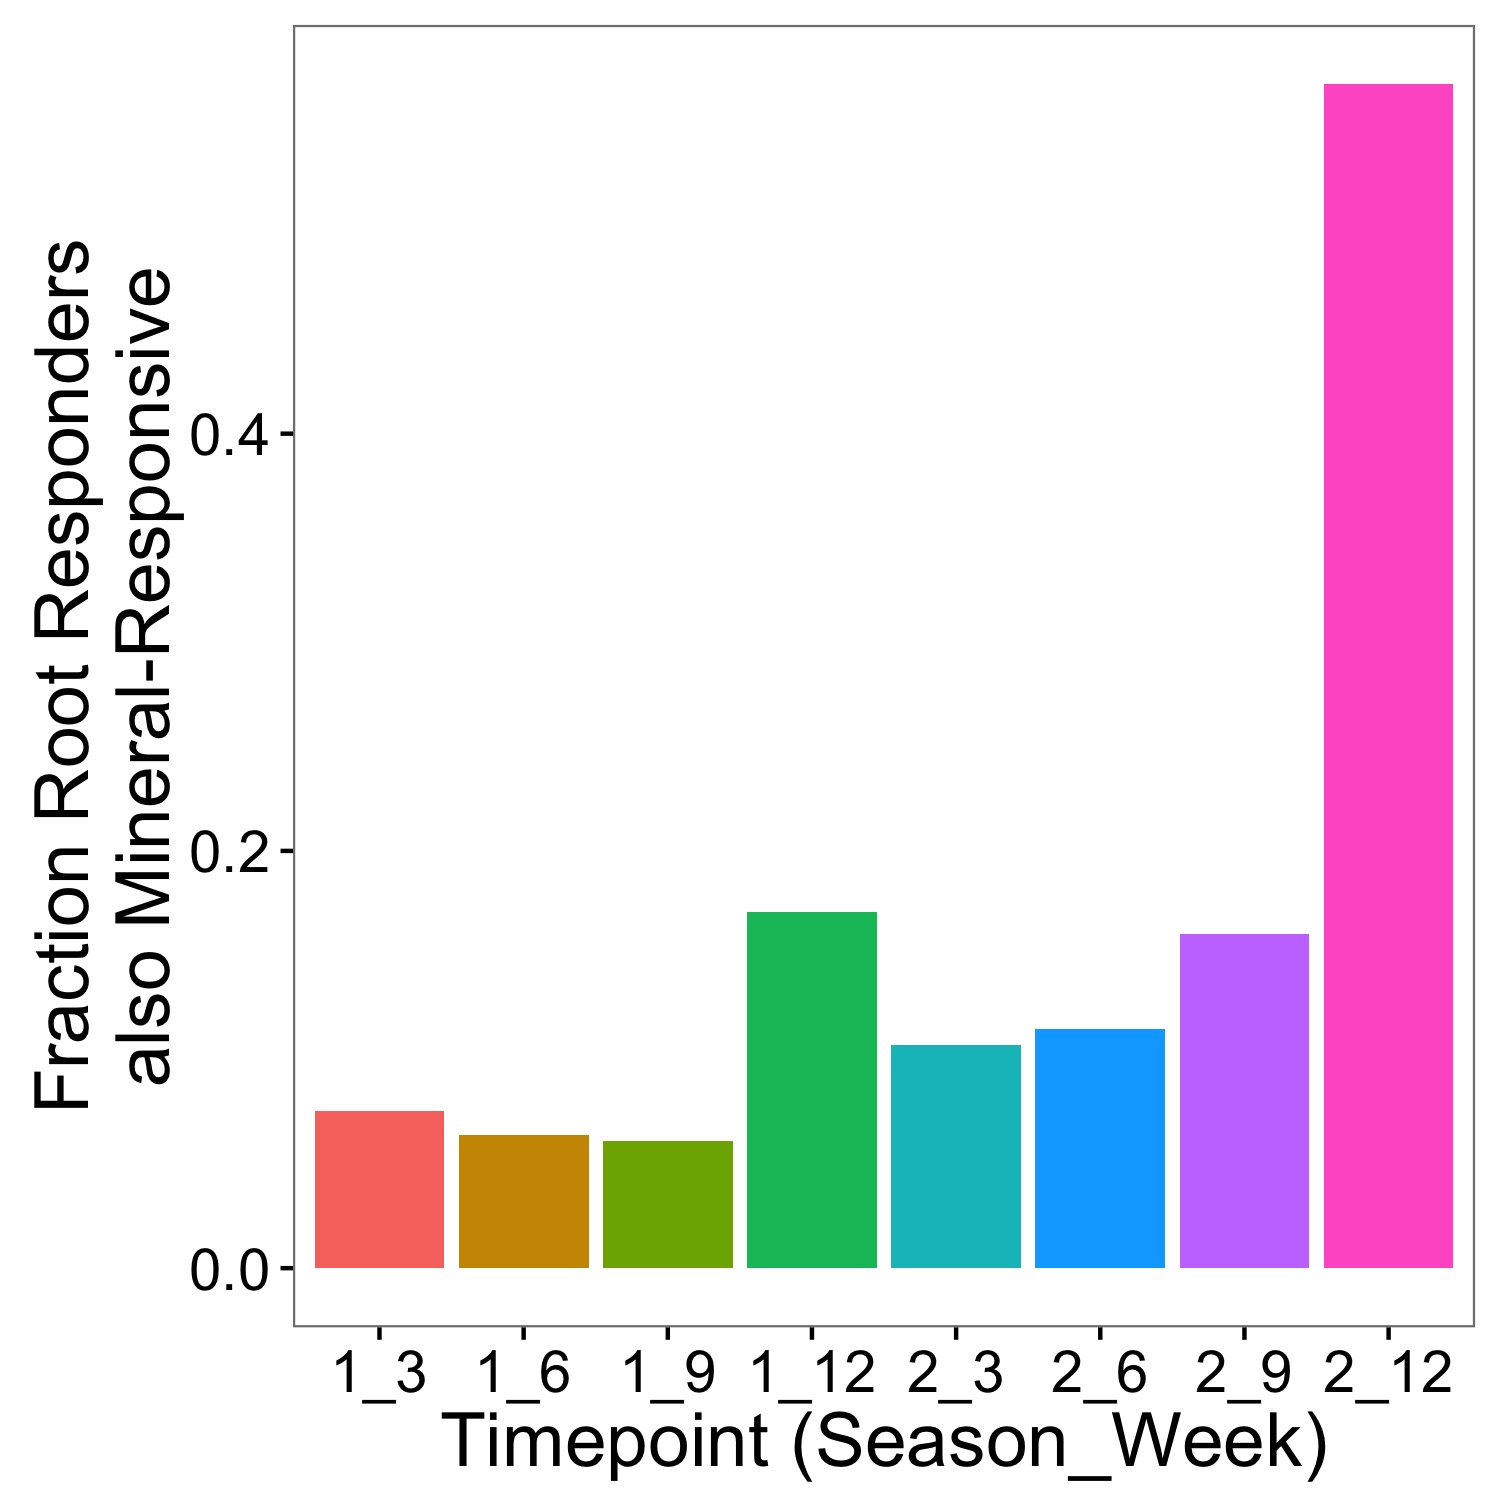 Fraction Root Responders
also Mineral-Responsive
0.4
0.2
0.0
1_3 1_6 1_9 1_12 2_3 2_6 2_9 2_12
Timepoint (Season_Week)